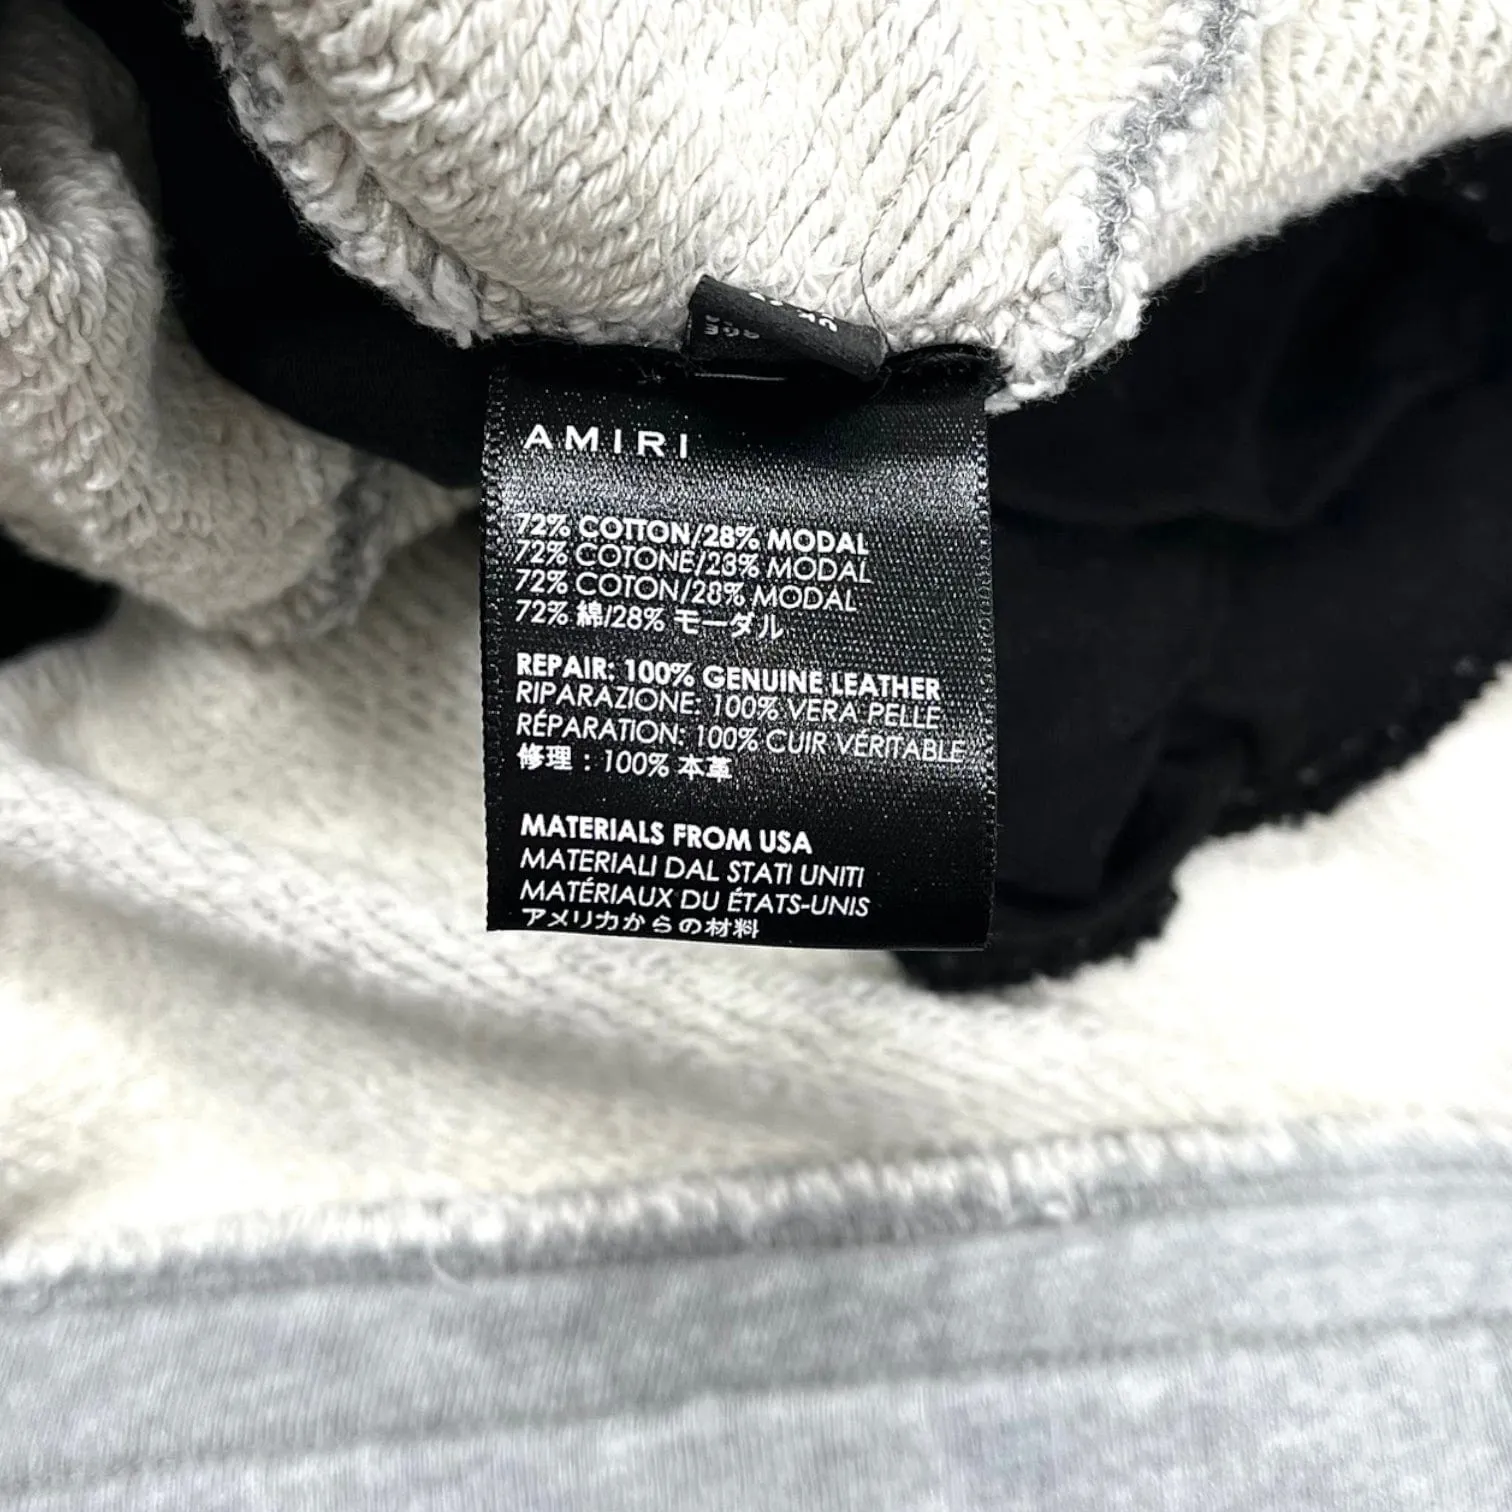 AMIRI
72% COTTON/28% MODAL
72% COTONE/28% MODAL
72% COTON/28% MODAL
72% 綿/28% モーダル
REPAIR: 100% GENUINE LEATHER
RIPARAZIONE: 100% VERA PELLE
RÉPARATION: 100% CUIR VÉRITABLE
修理：100% 本革
MATERIALS FROM USA
MATERIALI DAL STATI UNITI
MATÉRIAUX DU ÉTATS-UNIS
アメリカからの材料